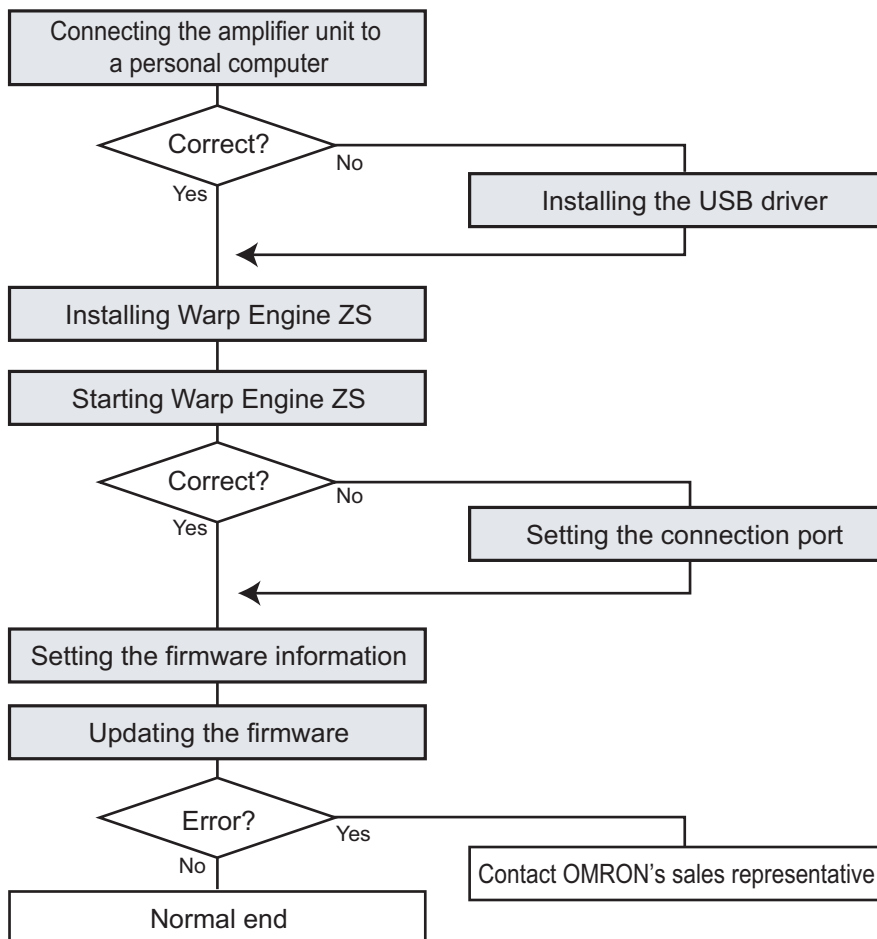 Connecting the amplifier unit to
a personal computer
Correct?
No
Yes
Installing the USB driver
Installing Warp Engine ZS
Starting Warp Engine ZS
Correct?
No
Yes
Setting the connection port
Setting the firmware information
Updating the firmware
Error?
Yes
No
Contact OMRON's sales representative
Normal end